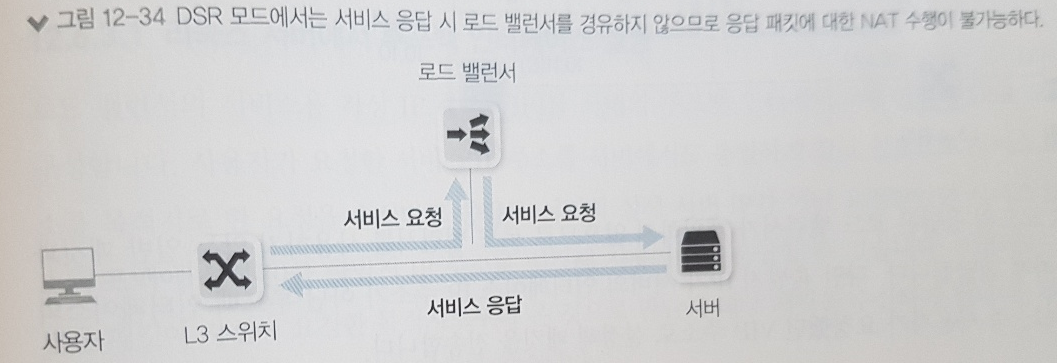 그림 12-34 DSR 모드에서는 서비스 응답 시 로드 밸런서를 경유하지 않으므로 응답 패킷에 대한 NAT 수행이 불가능하다.
로드 밸런서
서비스 요청 서비스 요청
서비스 응답
사용자
L3 스위치
서버